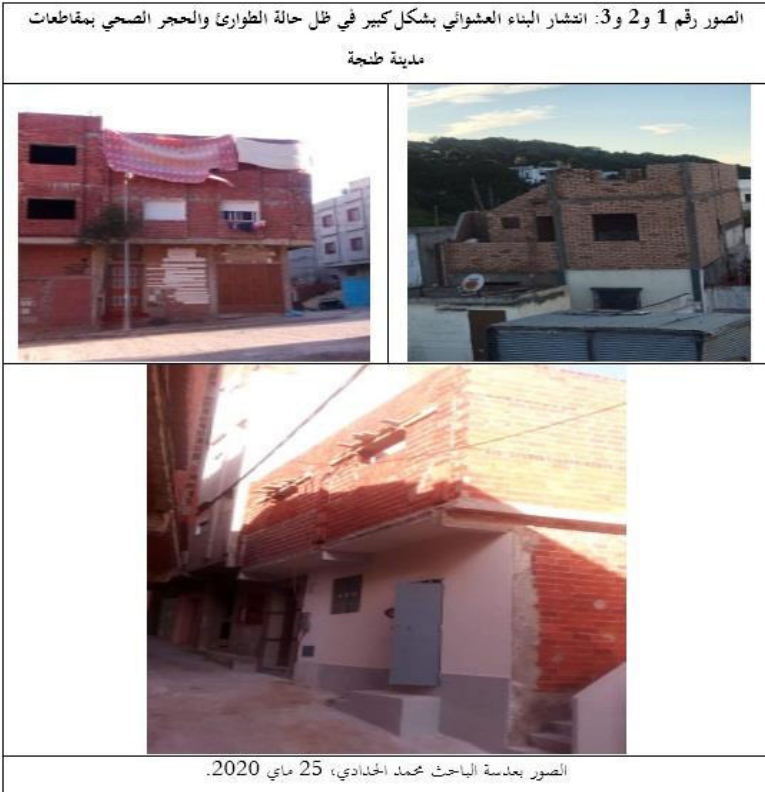 الصور رقم 1 و2 و3: انتشار البناء العشوائي بشكل كبير في ظل حالة الطوارئ والحجر الصحي بمقاطعات
مدينة طنجة
الصور بعدسة الباحث محمد الحدادي، 25 ماي 2020.